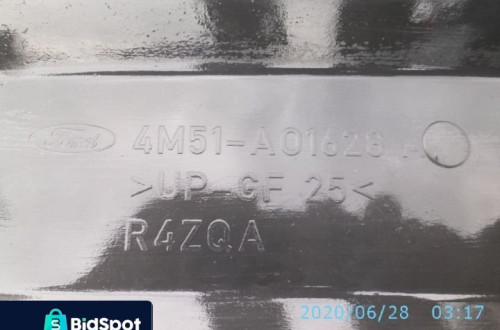 Ford
4M51-A01628 A
>UP-GF 25<
R4ZQA
2020/06/28 03:17
BidSpot